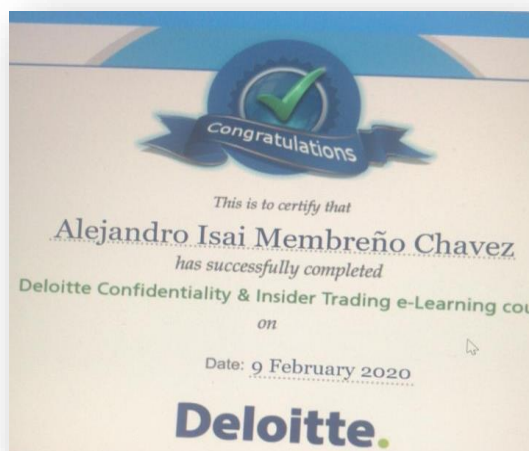 Congratulations
This is to certify that
Alejandro Isai Membreño Chavez
has successfully completed
Deloitte Confidentiality & Insider Trading e-Learning cou
on
Date: 9 February 2020
Deloitte.